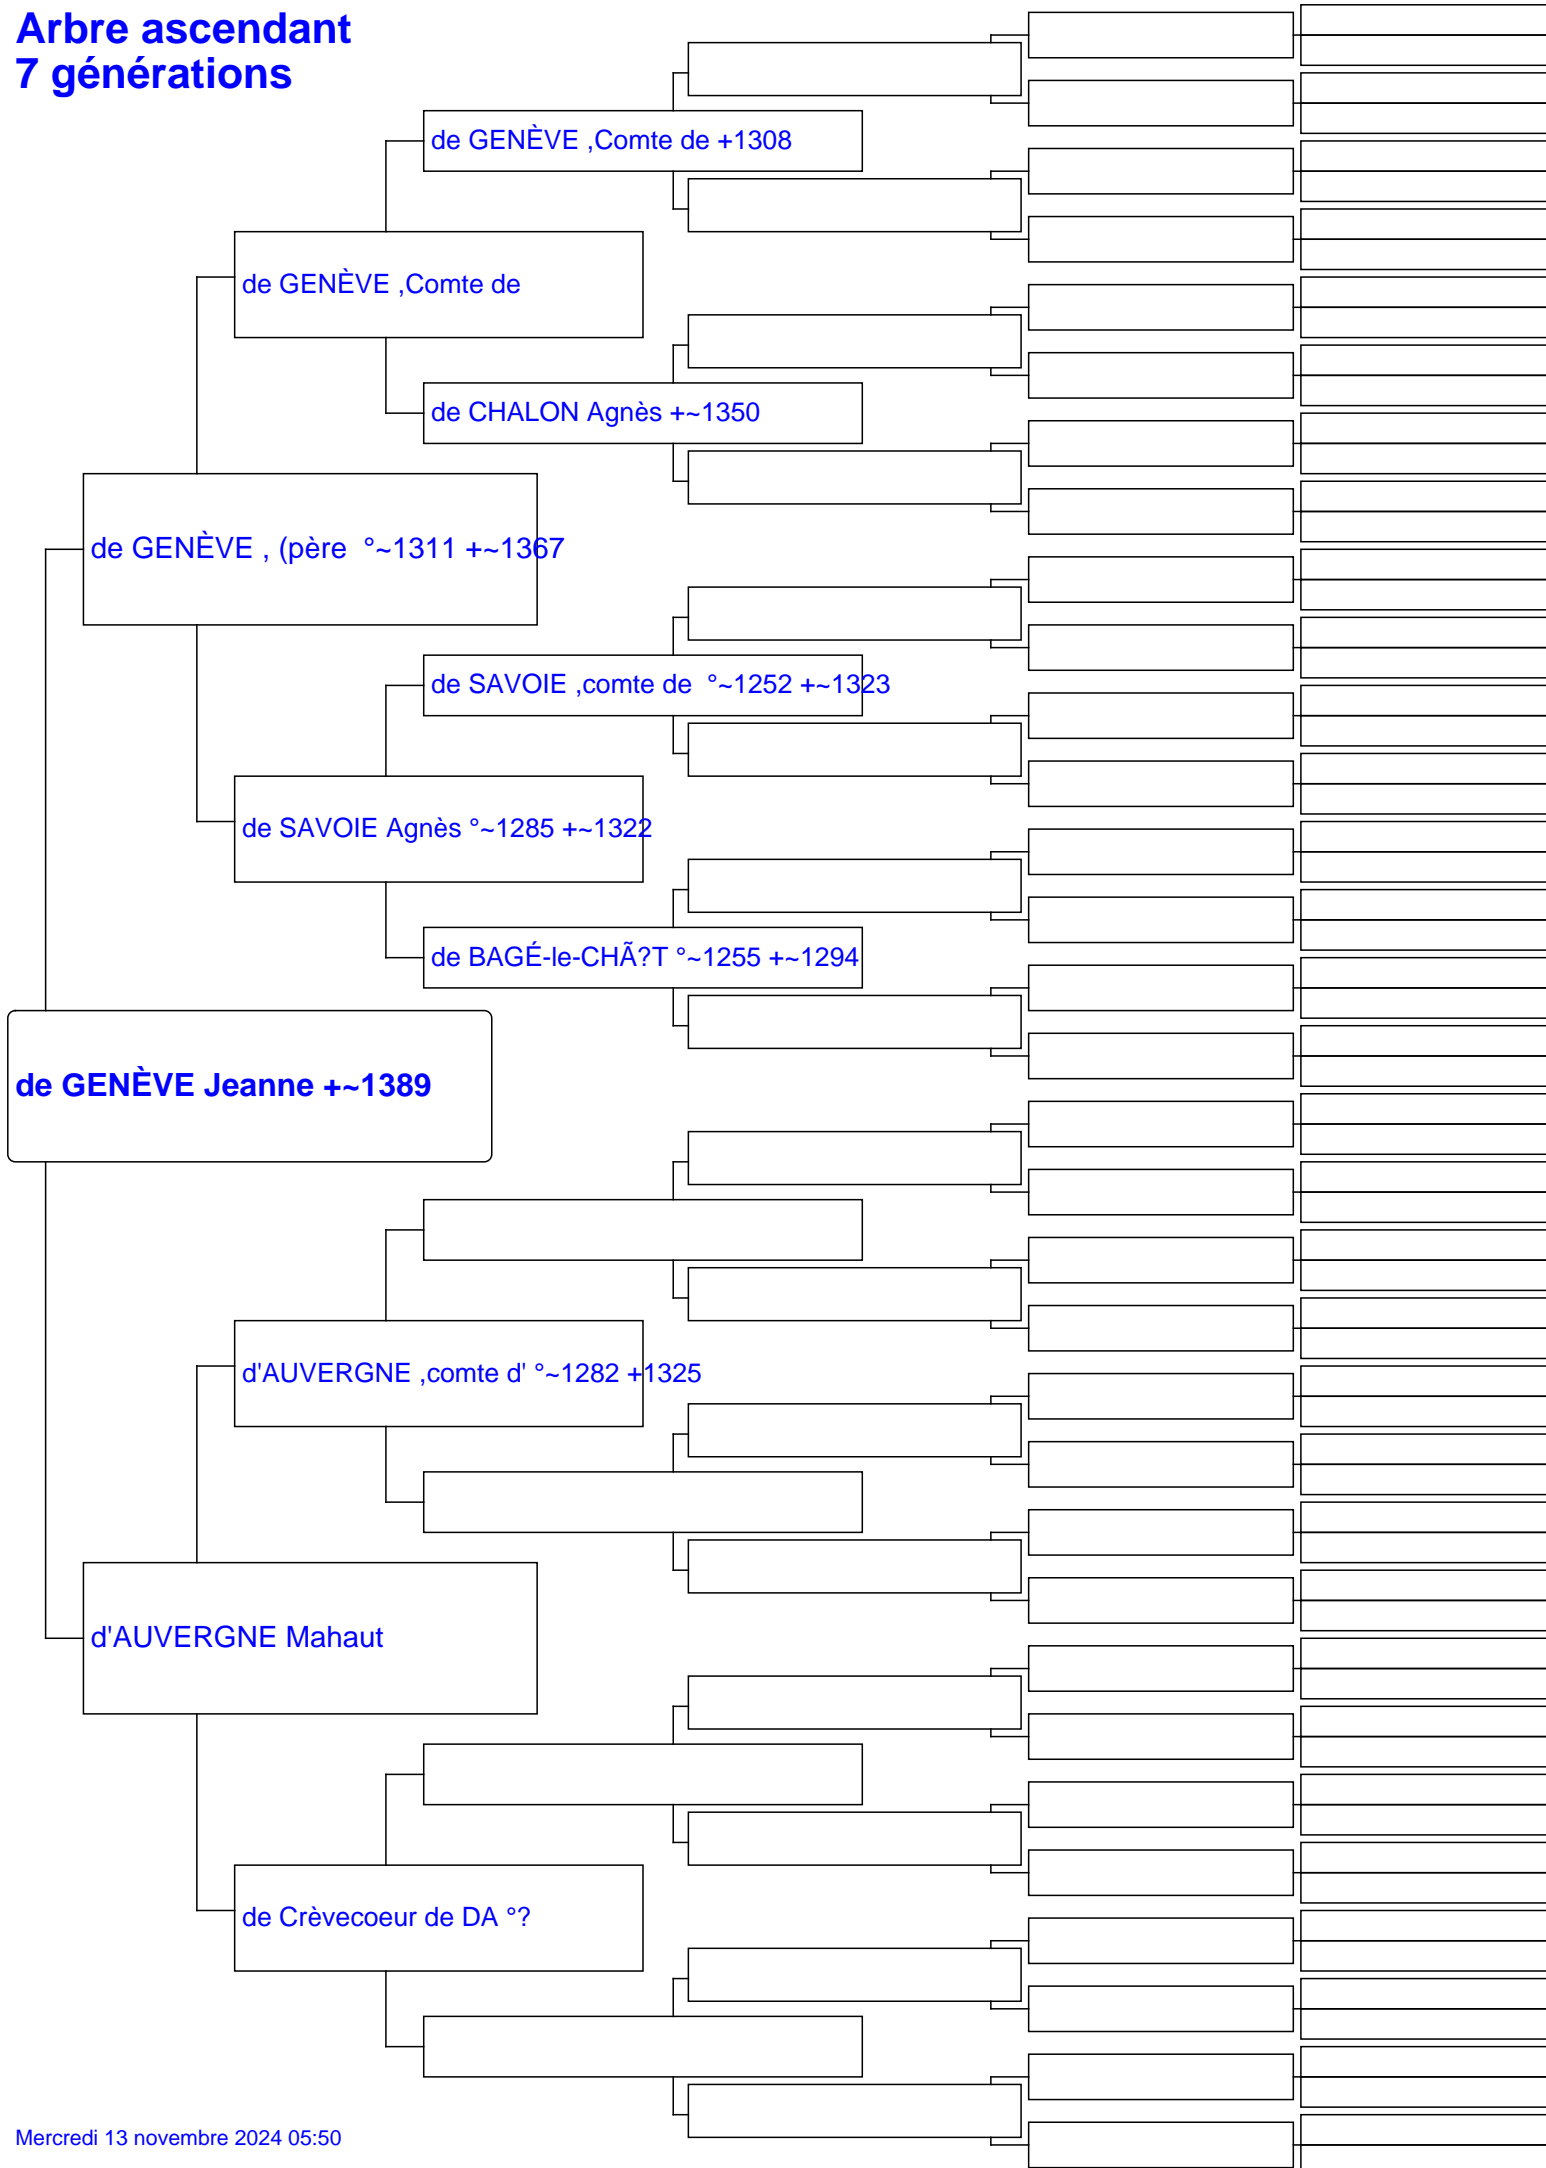 Arbre ascendant
7 générations
de GENÈVE ,Comte de +1308
de GENÈVE ,Comte de
de CHALON Agnès +~1350
de GENÈVE , (père  °~1311 +~1367
de SAVOIE ,comte de  °~1252 +~1323
de SAVOIE Agnès °~1285 +~1322
de BAGÉ-le-CHÃ?T °~1255 +~1294
de GENÈVE Jeanne +~1389
d'AUVERGNE ,comte d' °~1282 +1325
d'AUVERGNE Mahaut
de Crèvecoeur de DA °?
Mercredi 13 novembre 2024 05:50